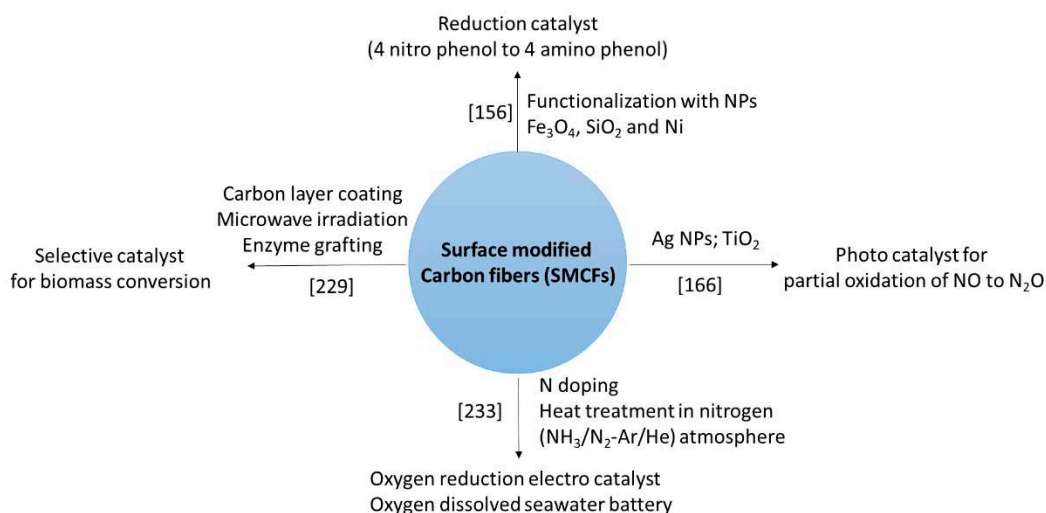 Reduction catalyst
(4 nitro phenol to 4 amino phenol)
[156]
Functionalization with NPs
Fe₃O₄, SiO₂ and Ni
Carbon layer coating
Microwave irradiation
Enzyme grafting
[229]
Selective catalyst
for biomass conversion
Surface modified
Carbon fibers (SMCFs)
Ag NPs; TiO₂
[166]
Photo catalyst for
partial oxidation of NO to N₂O
[233]
N doping
Heat treatment in nitrogen
(NH₃/N₂-Ar/He) atmosphere
Oxygen reduction electro catalyst
Oxygen dissolved seawater battery